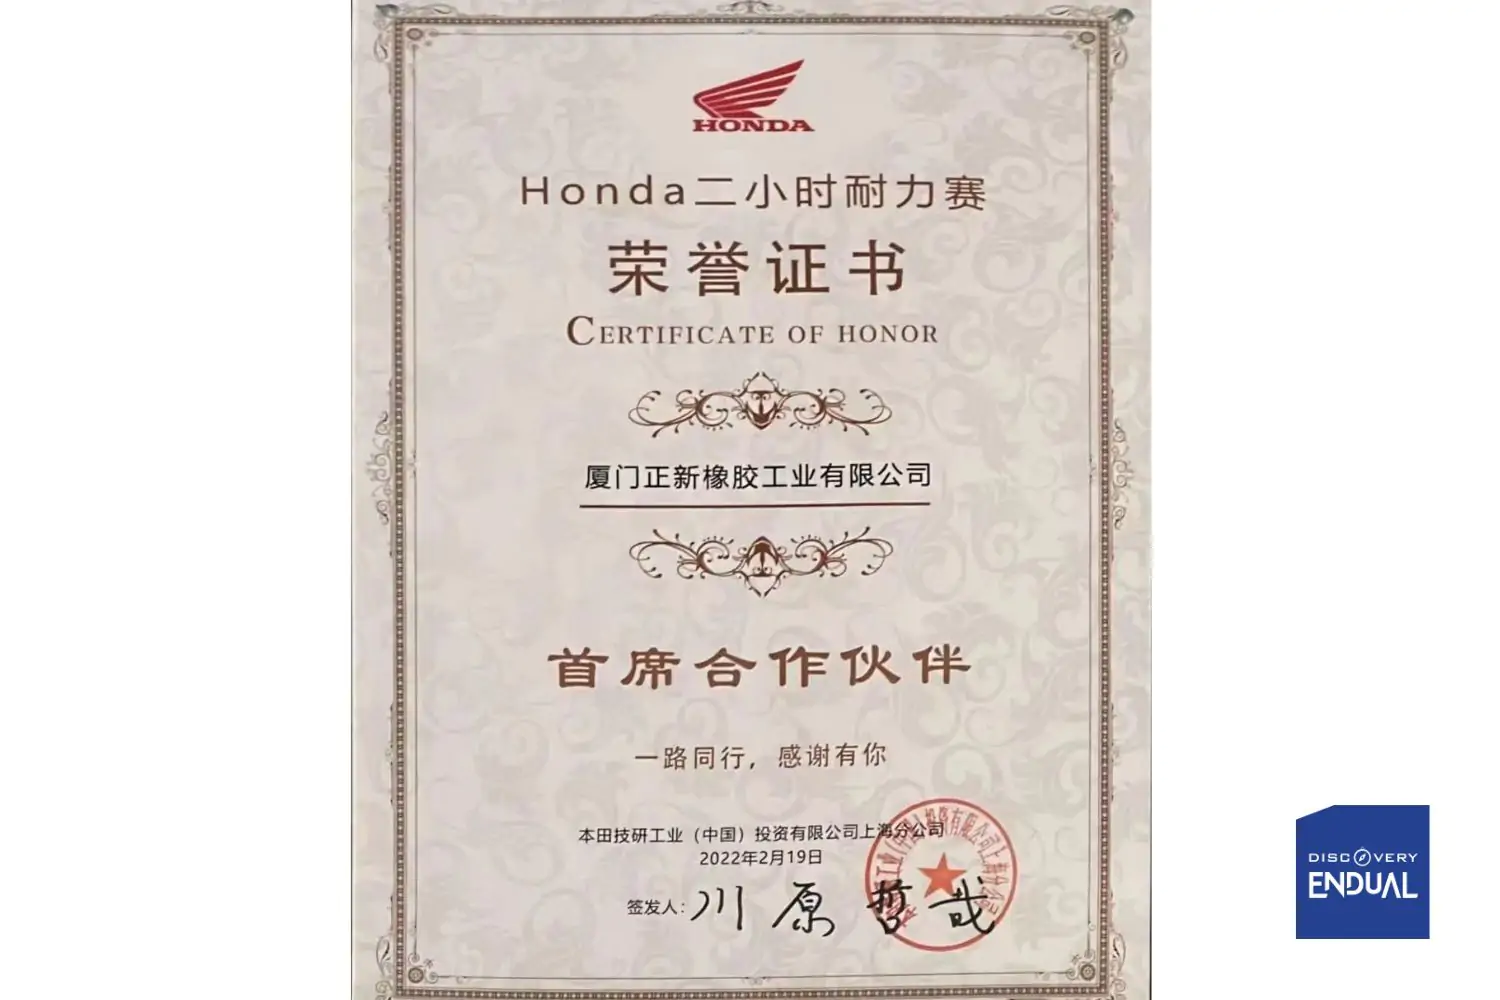 HONDA
Honda二小时耐力赛
荣誉证书
CERTIFICATE OF HONOR
厦门正新橡胶工业有限公司
首席合作伙伴
一路同行，感谢有你
本田技研工业（中国）投资有限公司上海分公司
2022年2月19日
签发人：川原 哲哉
DISCOVERY
ENDUAL